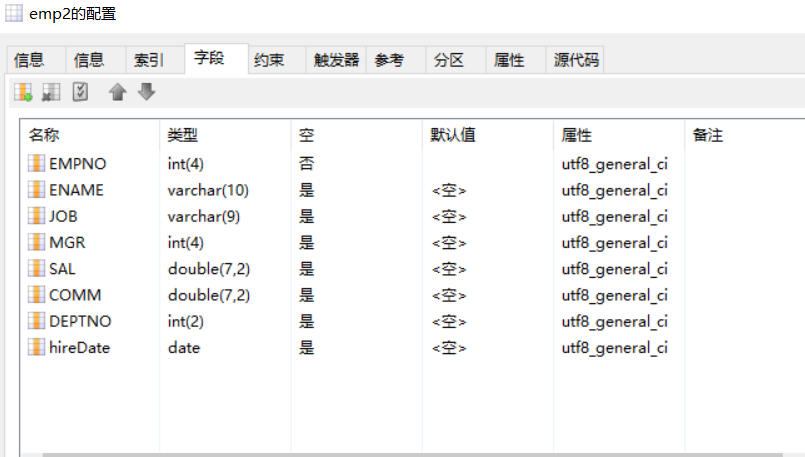 emp2的配置
信息 信息 索引 字段 约束 触发器 参考 分区 属性 源代码
名称 类型 空 默认值 属性 备注
EMPNO int(4) 否 utf8_general_ci
ENAME varchar(10) 是 <空> utf8_general_ci
JOB varchar(9) 是 <空> utf8_general_ci
MGR int(4) 是 <空> utf8_general_ci
SAL double(7,2) 是 <空> utf8_general_ci
COMM double(7,2) 是 <空> utf8_general_ci
DEPTNO int(2) 是 <空> utf8_general_ci
hireDate date 是 <空> utf8_general_ci